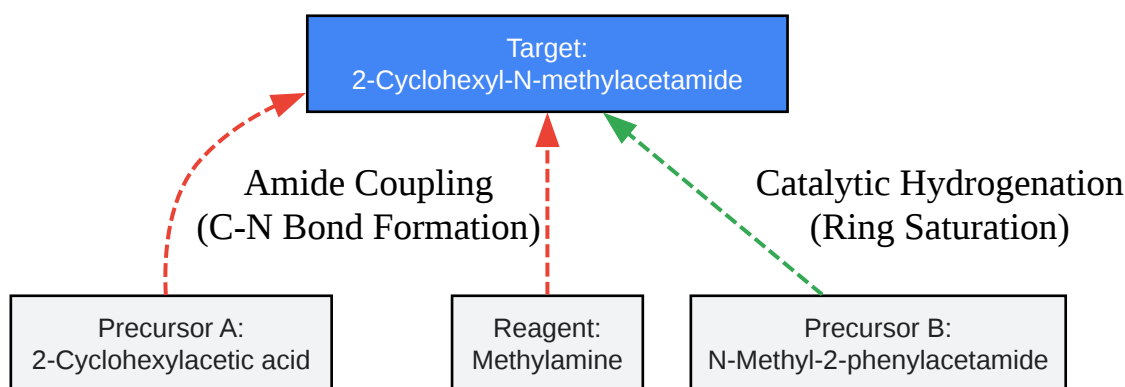 Target:
2-Cyclohexyl-N-methylacetamide
Amide Coupling
(C-N Bond Formation)
Catalytic Hydrogenation
(Ring Saturation)
Precursor A:
2-Cyclohexylacetic acid
Reagent:
Methylamine
Precursor B:
N-Methyl-2-phenylacetamide